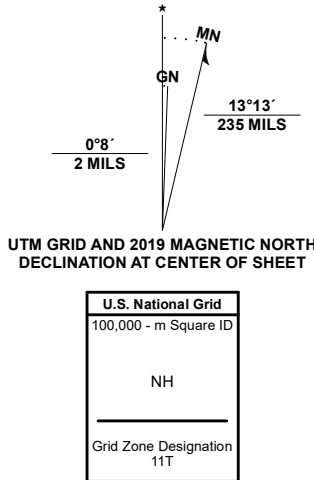 ★
MN
GN
13°13´
235 MILS
0°8´
2 MILS
UTM GRID AND 2019 MAGNETIC NORTH
DECLINATION AT CENTER OF SHEET
U.S. National Grid
100,000 - m Square ID
NH
Grid Zone Designation
11T